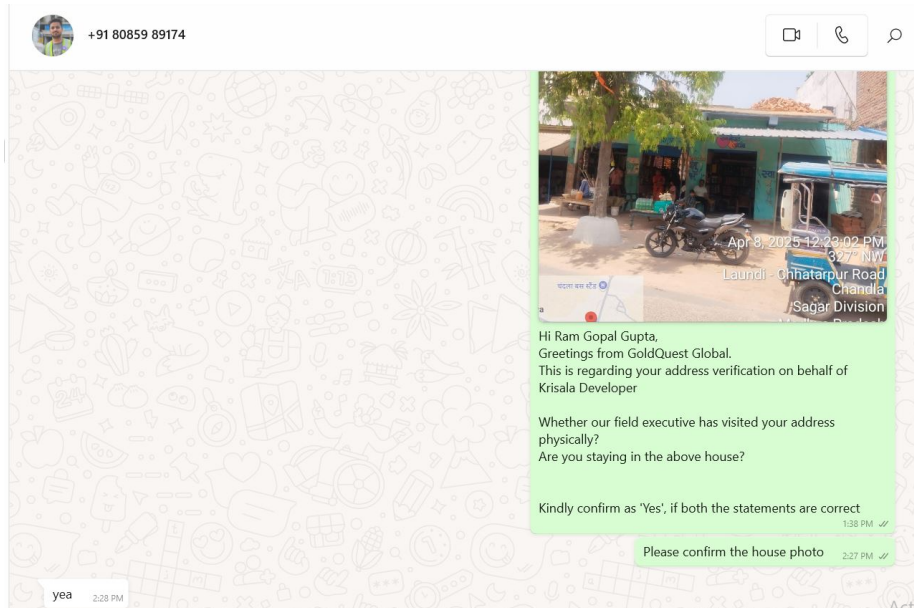 +91 80859 89174
Apr 8, 2025 12:23:02 PM
327° NW
Laundi - Chhatarpur Road
Chandla
Sagar Division
चंदला बस स्टैंड
a
Hi Ram Gopal Gupta,
Greetings from GoldQuest Global.
This is regarding your address verification on behalf of
Krisala Developer
Whether our field executive has visited your address
physically?
Are you staying in the above house?
Kindly confirm as 'Yes', if both the statements are correct
1:38 PM
Please confirm the house photo 2:27 PM
yea 2:28 PM